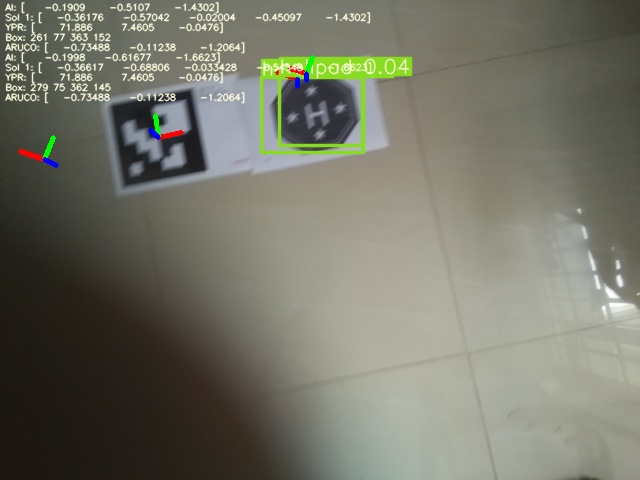 AI: [ -0.1909 -0.5107 -1.4302]
Sol 1: [ -0.36176 -0.57042 -0.02004 -0.45097 -1.4302]
YPR: [ 71.886 7.4605 -0.0476]
Box: 261 77 363 152
ARUCO: [ -0.73488 -0.11238 -1.2064]
AI: [ -0.1998 -0.61677 -1.6623]
Sol 1: [ -0.36617 -0.68806 -0.033428
YPR: [ 71.886 7.4605 -0.0476]
Box: 279 75 362 145
ARUCO: [ -0.73488 -0.11238 -1.2064]
0.04
H